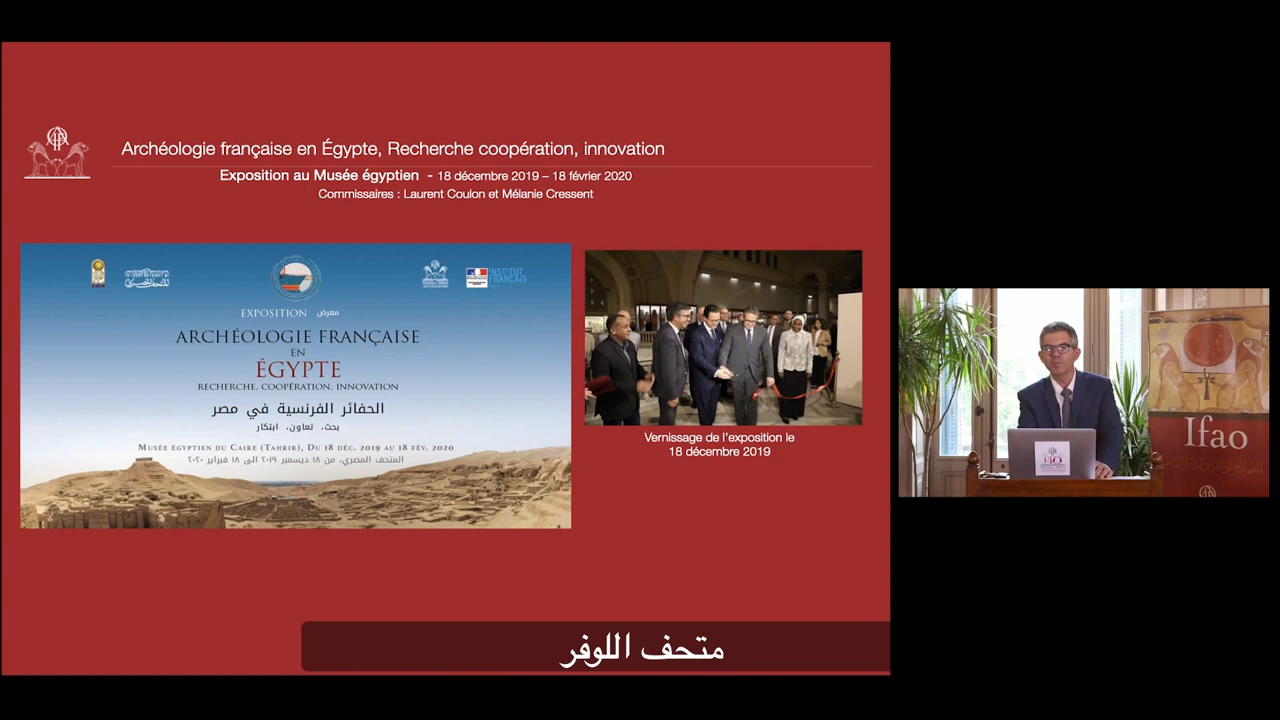 Archéologie française en Égypte, Recherche coopération, innovation
Exposition au Musée égyptien - 18 décembre 2019 – 18 février 2020
Commissaires : Laurent Coulon et Mélanie Cressent
INSTITUT
FRANÇAIS
EXPOSITION معرض
ARCHÉOLOGIE FRANÇAISE
EN
ÉGYPTE
RECHERCHE, COOPÉRATION, INNOVATION
الحفائر الفرنسية في مصر
بحث، تعاون، ابتكار
MUSÉE ÉGYPTIEN DU CAIRE (TAHRIR), DU 18 DÉC. 2019 AU 18 FÉV. 2020
المتحف المصري، من ١٨ ديسمبر ٢٠١٩ الى ١٨ فبراير ٢٠٢٠
Vernissage de l'exposition le
18 décembre 2019
Ifao
متحف اللوفر